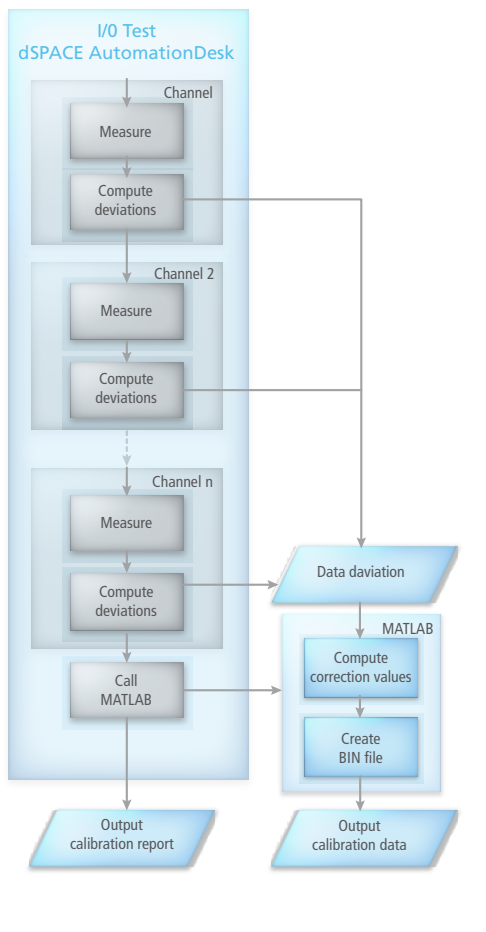 I/0 Test
dSPACE AutomationDesk
Channel
Measure
Compute
deviations
Channel 2
Measure
Compute
deviations
Channel n
Measure
Compute
deviations
Call
MATLAB
Data daviation
MATLAB
Compute
correction values
Create
BIN file
Output
calibration report
Output
calibration data